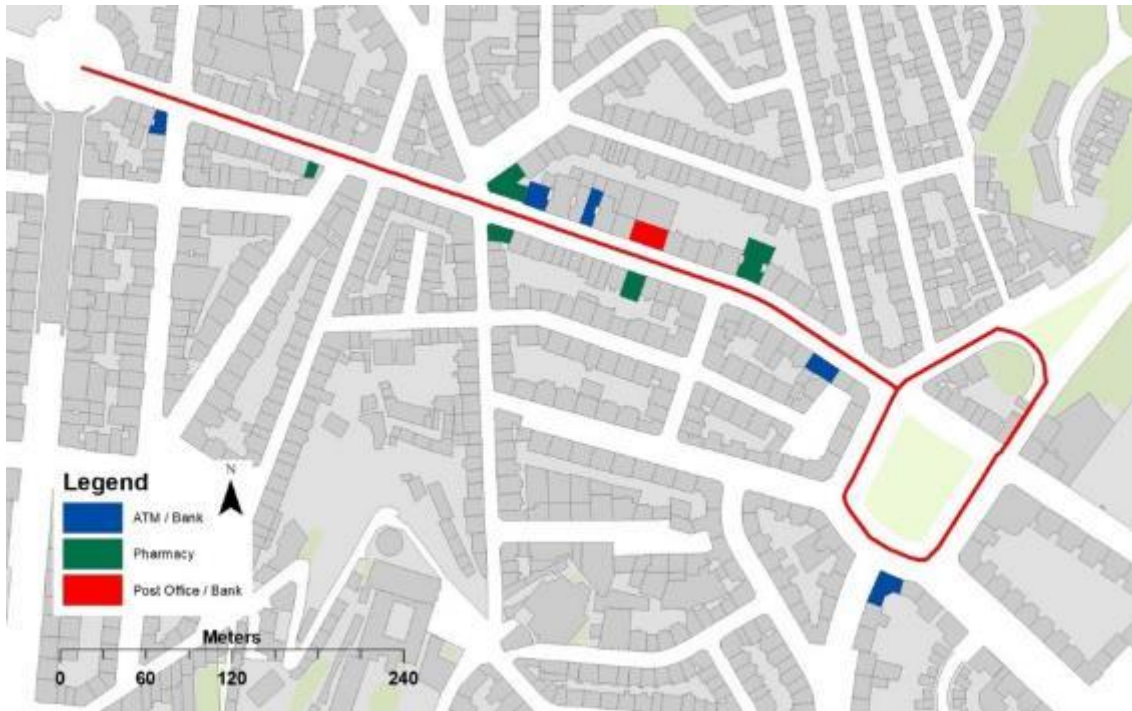 Legend
N
ATM / Bank
Pharmacy
Post Office / Bank
Meters
0 60 120 240